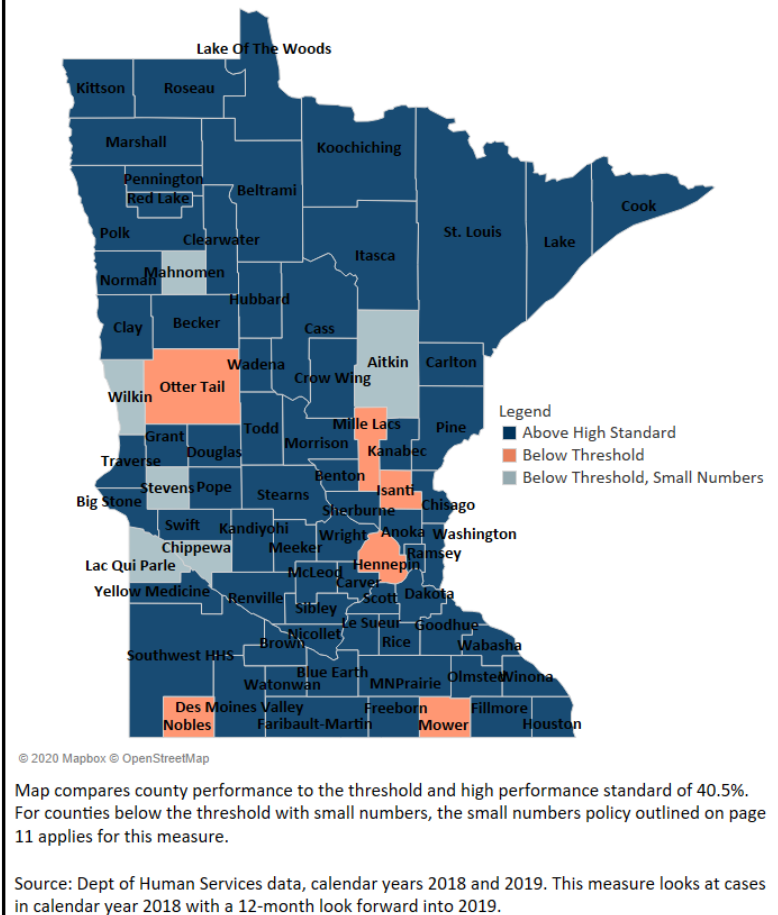 Lake Of The Woods
Kittson
Roseau
Marshall
Koochiching
Pennington
Red Lake
Beltrami
Cook
Polk
Clearwater
St. Louis
Lake
Itasca
Mahnomen
Norman
Hubbard
Clay
Becker
Cass
Wadena
Aitkin
Carlton
Otter Tail
Crow Wing
Wilkin
Todd
Mille Lacs
Pine
Legend
Above High Standard
Below Threshold
Below Threshold, Small Numbers
Grant
Douglas
Morrison
Kanabec
Traverse
Benton
Big Stone
Stevens
Pope
Stearns
Isanti
Sherburne
Chisago
Swift
Kandiyohi
Wright
Anoka
Washington
Chippewa
Meeker
Ramsey
Lac Qui Parle
Hennepin
McLeod
Carver
Yellow Medicine
Renville
Scott
Dakota
Sibley
Le Sueur
Goodhue
Nicollet
Brown
Rice
Wabasha
Southwest HHS
Blue Earth
Watonwan
MNPrairie
Olmsted
Winona
Des Moines Valley
Nobles
Faribault-Martin
Freeborn
Mower
Fillmore
Houston
© 2020 Mapbox © OpenStreetMap
Map compares county performance to the threshold and high performance standard of 40.5%.
For counties below the threshold with small numbers, the small numbers policy outlined on page
11 applies for this measure.
Source: Dept of Human Services data, calendar years 2018 and 2019. This measure looks at cases
in calendar year 2018 with a 12-month look forward into 2019.